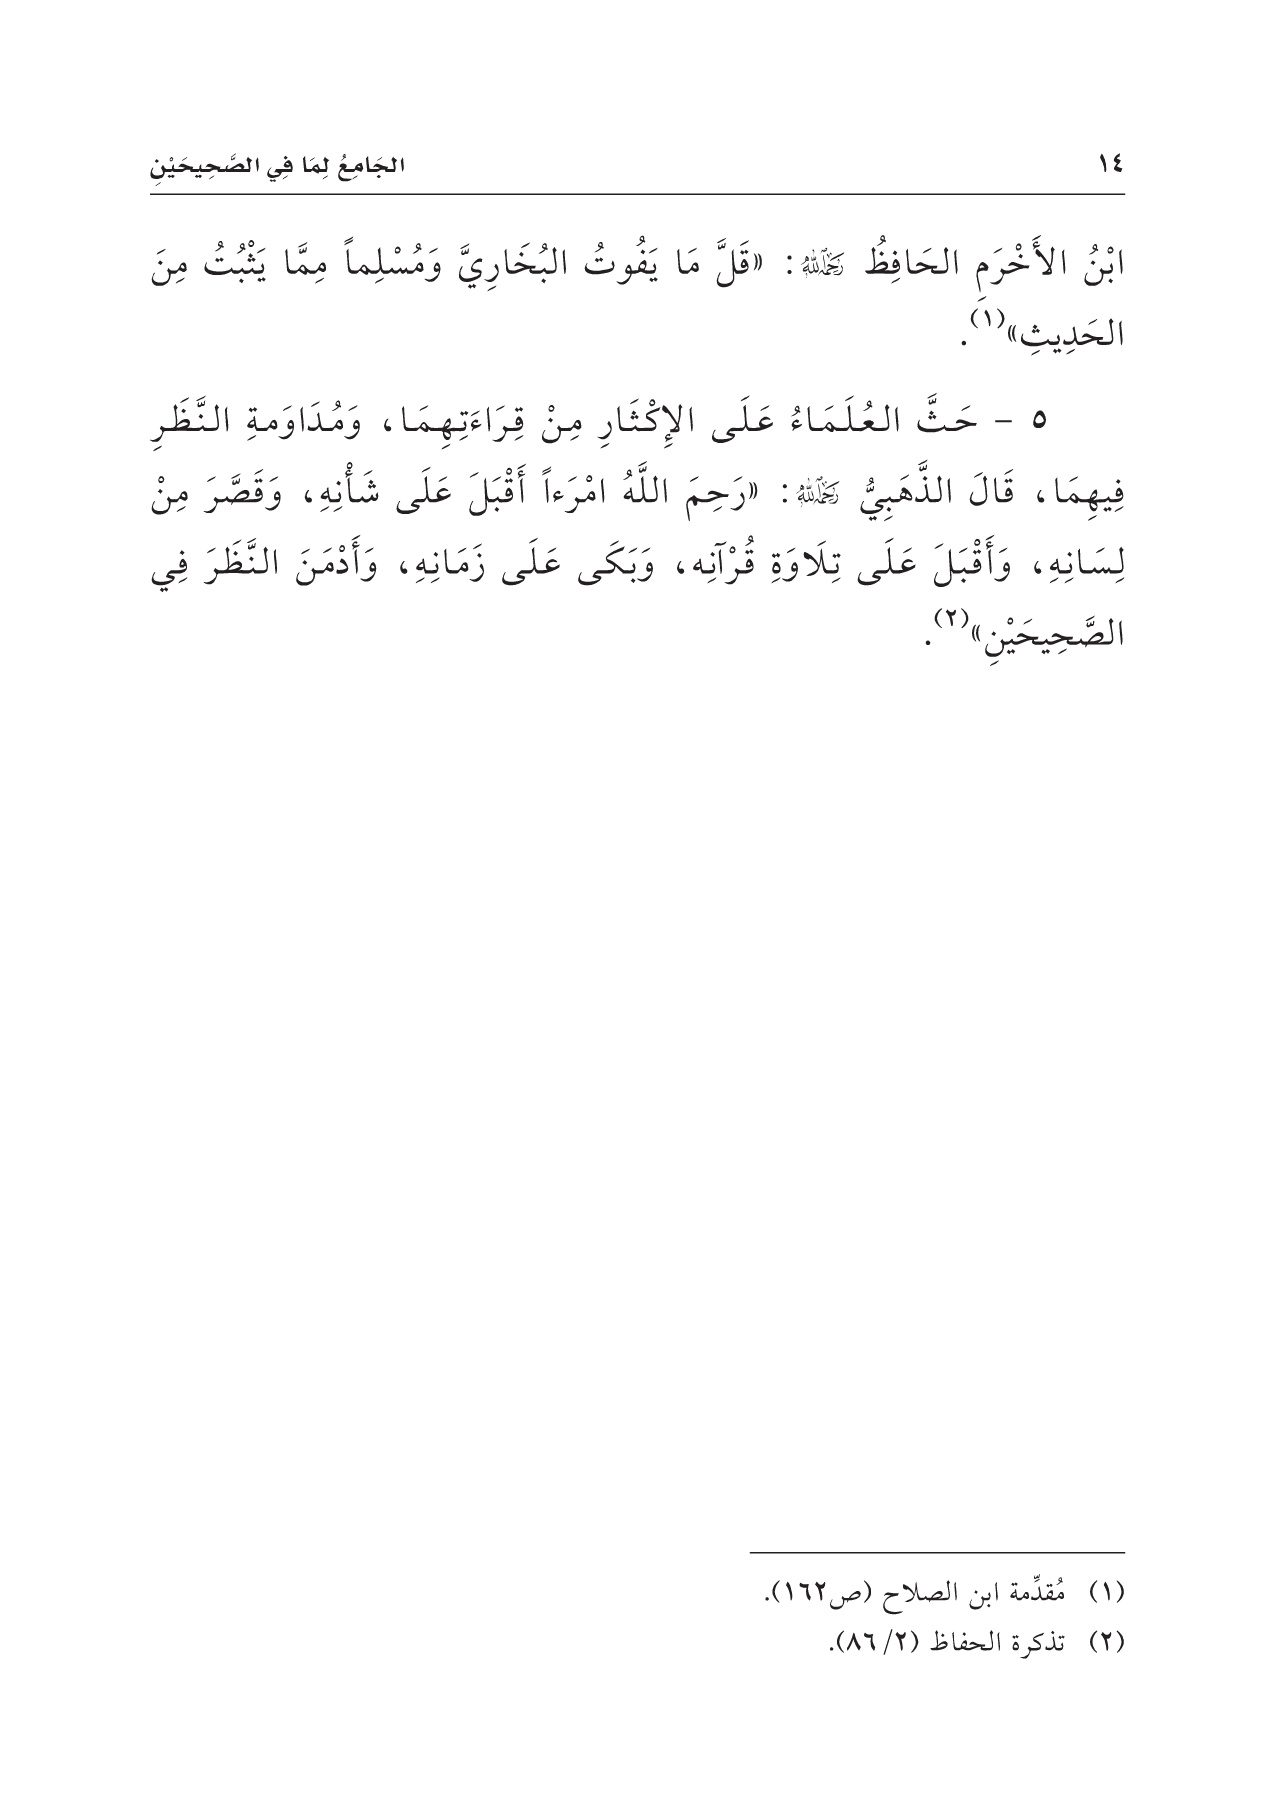 ١٤ الجَامِعُ لِمَا فِي الصَّحِيحَيْنِ
ابْنُ الأَخْرَمِ الحَافِظُ رَحِمَهُ اللَّهُ: «قَلَّ مَا يَفُوتُ البُخَارِيَّ وَمُسْلِماً مِمَّا يَثْبُتُ مِنَ
الحَدِيثِ»(١).
٥ - حَثَّ العُلَمَاءُ عَلَى الإِكْثَارِ مِنْ قِرَاءَتِهِمَا، وَمُدَاوَمةِ النَّظَرِ
فِيهِمَا، قَالَ الذَّهَبِيُّ رَحِمَهُ اللَّهُ: «رَحِمَ اللَّهُ امْرَءاً أَقْبَلَ عَلَى شَأْنِهِ، وَقَصَّرَ مِنْ
لِسَانِهِ، وَأَقْبَلَ عَلَى تِلَاوَةِ قُرْآنِه، وَبَكَى عَلَى زَمَانِهِ، وَأَدْمَنَ النَّظَرَ فِي
الصَّحِيحَيْنِ»(٢).
(١) مُقدِّمة ابن الصلاح (ص١٦٢).
(٢) تذكرة الحفاظ (٢/ ٨٦).